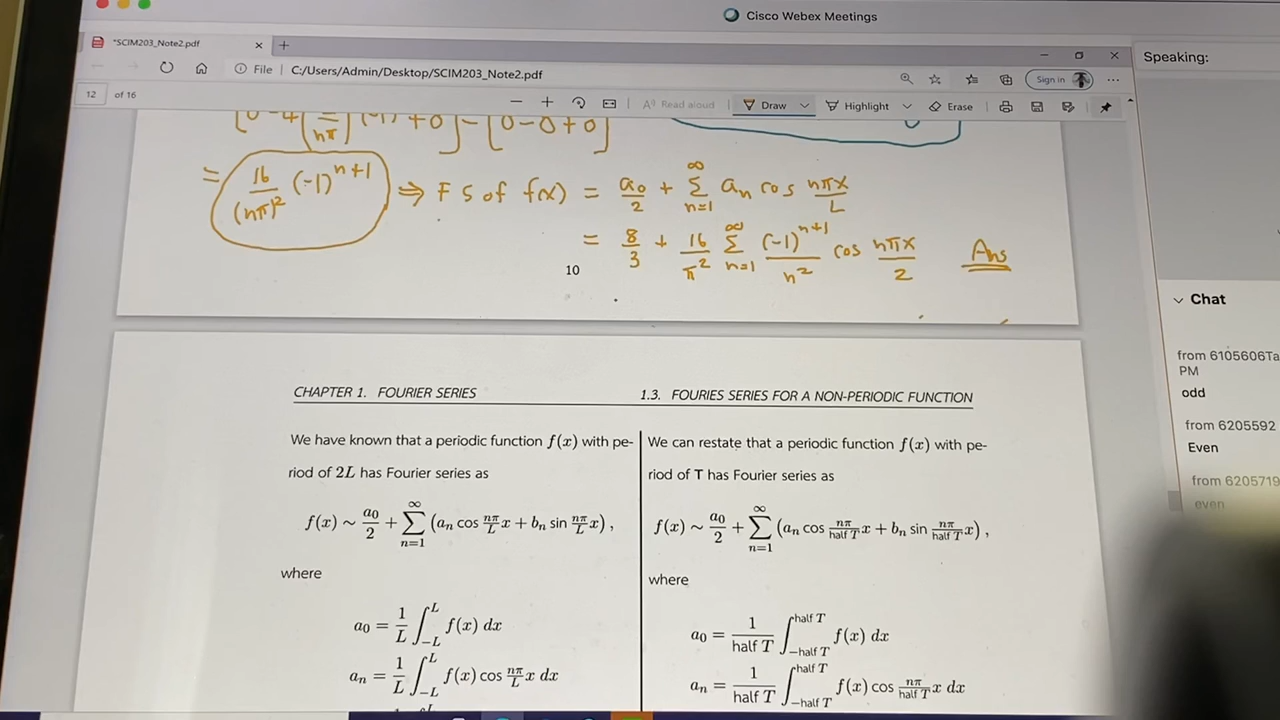 Cisco Webex Meetings
*SCIM203_Note2.pdf
Speaking:
File | C:/Users/Admin/Desktop/SCIM203_Note2.pdf
Sign in
12 of 16
Read aloud Draw Highlight Erase
= 16/(nπ)² (-1)^{n+1} ⇒ F S of f(x) = a₀/2 + Σ_{n=1}^{∞} aₙ cos nπx/L
= 8/3 + 16/π² Σ_{n=1}^{∞} (-1)^{n+1}/n² cos nπx/2 Ans
10
Chat
from 6105606Ta
PM
odd
from 6205592
Even
from 6205719
even
CHAPTER 1. FOURIER SERIES
1.3. FOURIES SERIES FOR A NON-PERIODIC FUNCTION
We have known that a periodic function f(x) with pe-
riod of 2L has Fourier series as
f(x) ~ a₀/2 + Σ_{n=1}^{∞} (aₙ cos nπ/L x + bₙ sin nπ/L x),
where
a₀ = 1/L ∫_{-L}^{L} f(x) dx
aₙ = 1/L ∫_{-L}^{L} f(x) cos nπ/L x dx
We can restate that a periodic function f(x) with pe-
riod of T has Fourier series as
f(x) ~ a₀/2 + Σ_{n=1}^{∞} (aₙ cos nπ/half T x + bₙ sin nπ/half T x),
where
a₀ = 1/half T ∫_{-half T}^{half T} f(x) dx
aₙ = 1/half T ∫_{-half T}^{half T} f(x) cos nπ/half T x dx